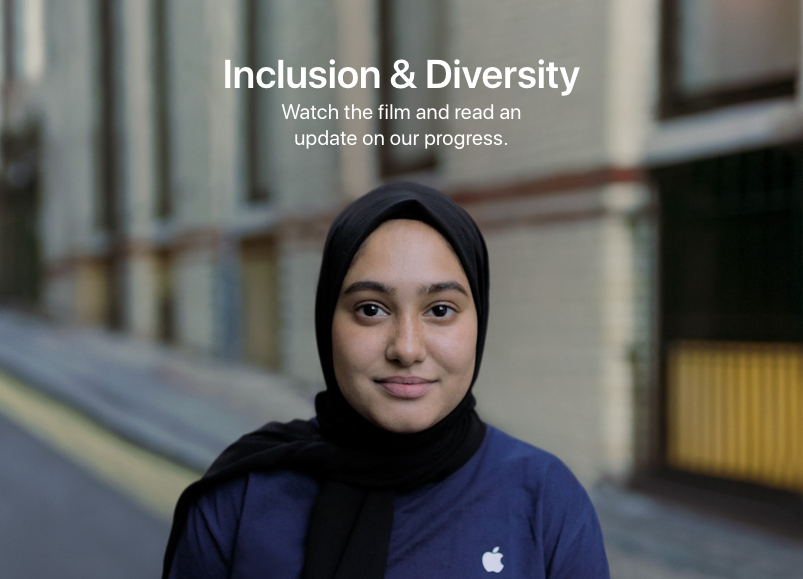 Inclusion & Diversity
Watch the film and read an
update on our progress.